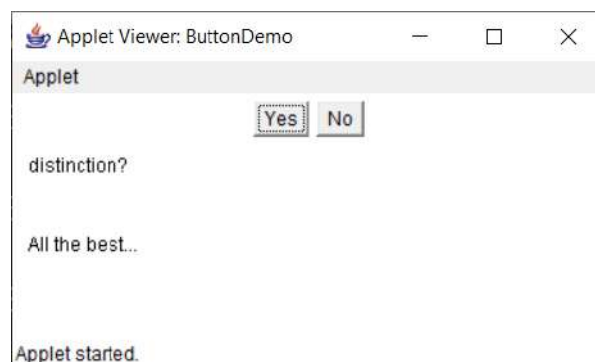 Applet Viewer: ButtonDemo
Applet
Yes No
distinction?
All the best...
Applet started.